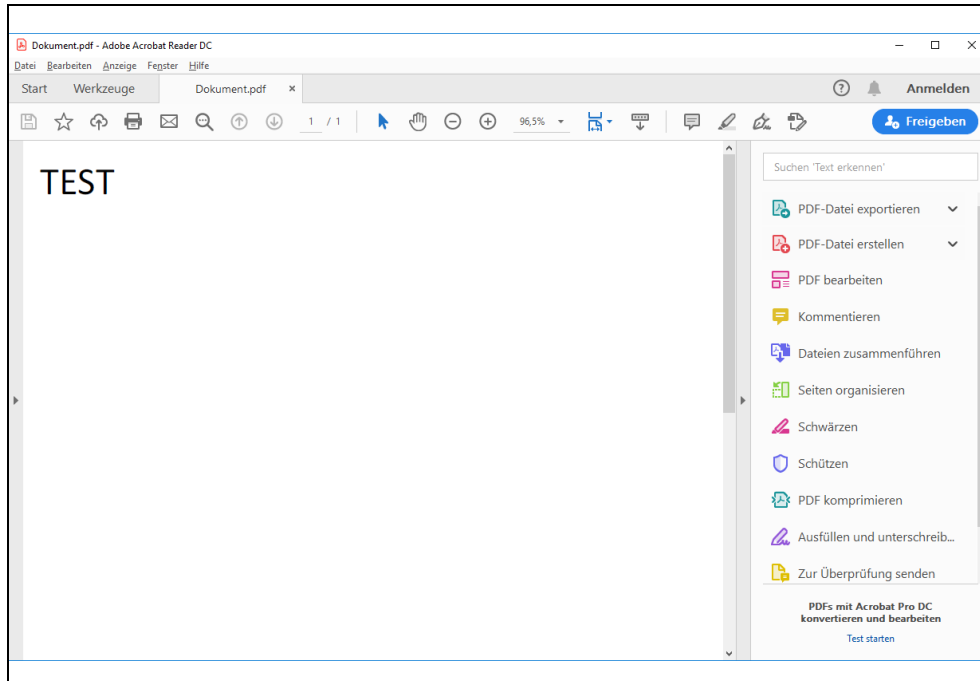 Dokument.pdf - Adobe Acrobat Reader DC
Datei Bearbeiten Anzeige Fenster Hilfe
Start Werkzeuge Dokument.pdf × ? Anmelden
1 / 1 96,5% Freigeben
TEST
Suchen 'Text erkennen'
PDF-Datei exportieren
PDF-Datei erstellen
PDF bearbeiten
Kommentieren
Dateien zusammenführen
Seiten organisieren
Schwärzen
Schützen
PDF komprimieren
Ausfüllen und unterschreib...
Zur Überprüfung senden
PDFs mit Acrobat Pro DC
konvertieren und bearbeiten
Test starten